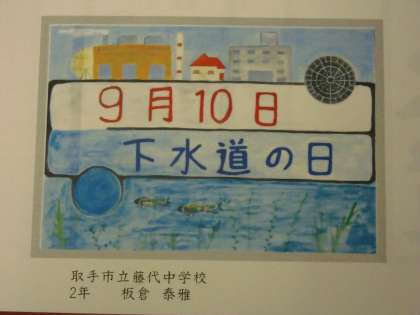 9月10日
下水道の日
取手市立藤代中学校
2年 板倉 泰雅